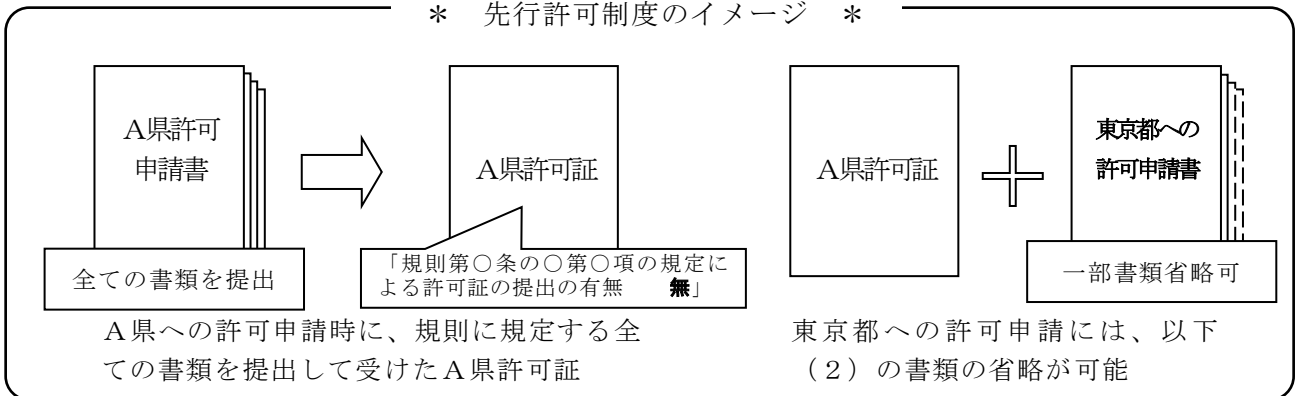 ＊ 先行許可制度のイメージ ＊
Ａ県許可
申請書
全ての書類を提出
Ａ県許可証
「規則第○条の○第○項の規定に
よる許可証の提出の有無 無」
Ａ県への許可申請時に、規則に規定する全
ての書類を提出して受けたＡ県許可証
Ａ県許可証
東京都への
許可申請書
一部書類省略可
東京都への許可申請には、以下
（２）の書類の省略が可能